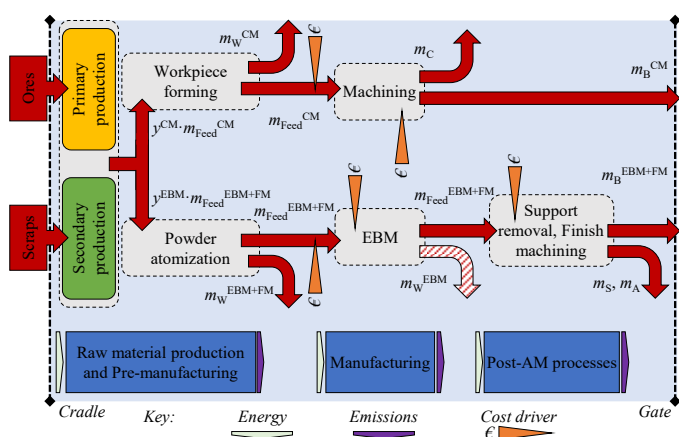 m_W^CM
€
m_C
Ores
Primary
production
Workpiece
forming
Machining
m_B^CM
y^CM·m_Feed^CM
m_Feed^CM
€
€
€
Scraps
Secondary
production
y^EBM·m_Feed^EBM+FM
m_Feed^EBM+FM
m_Feed^EBM+FM
m_B^EBM+FM
Powder
atomization
EBM
Support
removal, Finish
machining
m_W^EBM+FM
€
m_W^EBM
m_S, m_A
Raw material production
and Pre-manufacturing
Manufacturing
Post-AM processes
Cradle
Key:
Energy
Emissions
Cost driver
Gate
€